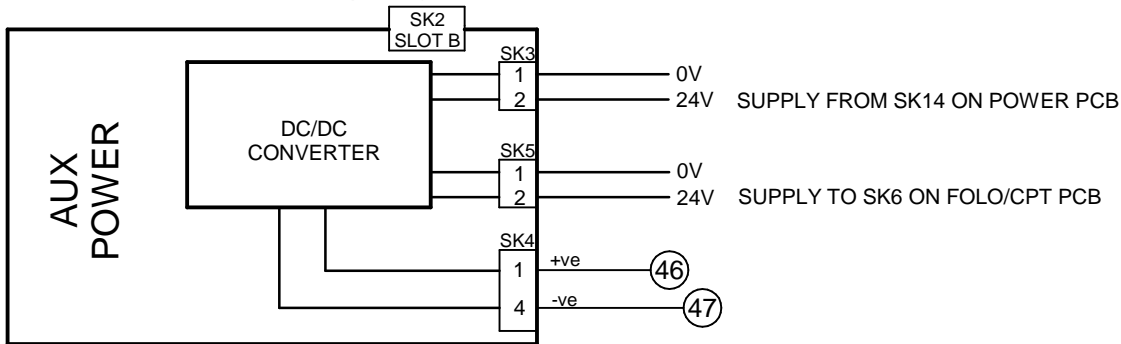 SK2
SLOT B
SK3
1
0V
2
24V SUPPLY FROM SK14 ON POWER PCB
DC/DC
CONVERTER
AUX
POWER
SK5
1
0V
2
24V SUPPLY TO SK6 ON FOLO/CPT PCB
SK4
1
+ve
46
4
-ve
47